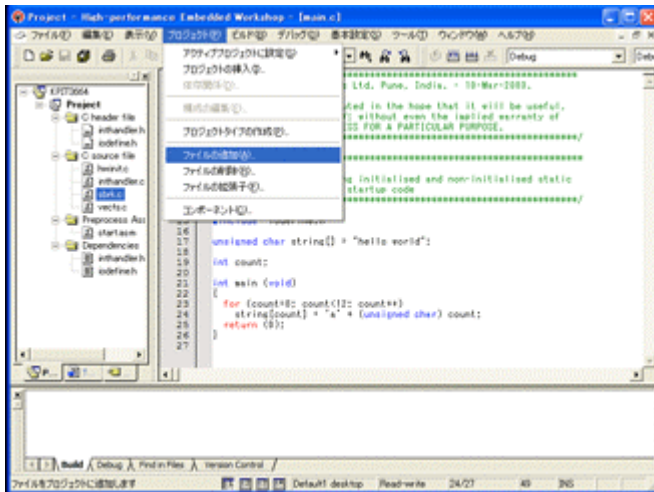 Project - High-performance Embedded Workshop - [main.c]
ファイル(F) 編集(E) 表示(V) プロジェクト(P) ビルド(B) デバッグ(D) 基本設定(S) ツール(T) ウィンドウ(W) ヘルプ(H)
アクティブプロジェクトに設定(C)
プロジェクトの挿入(I)...
依存関係(D)...
構成の編集(E)...
プロジェクトタイプの作成(P)...
ファイルの追加(A)...
ファイルの削除(R)...
ファイルの拡張子(F)...
コンポーネント(O)...
Debug
Deb
KPIT3664
Project
C header file
inthandler.h
iodefine.h
C source file
hwinit.c
inthandler.c
sbrk.c
vects.c
Preprocess Ass
start.asm
Dependencies
inthandler.h
iodefine.h
Ltd. Pune, India. - 10-Mar-2003.
uted in the hope that it will be useful,
; without even the implied warranty of
SS FOR A PARTICULAR PURPOSE.
ng initialised and non-initialised static
startup code
16
17 unsigned char string[] = "hello world";
18
19 int count;
20
21 int main (void)
22 {
23 for (count=0; count<12; count++)
24 string[count] = 'a' + (unsigned char) count;
25 return (0);
26 }
27
P...
Build Debug Find in Files Version Control
ファイルをプロジェクトに追加します
Default1 desktop Read-write 24/27 49 INS